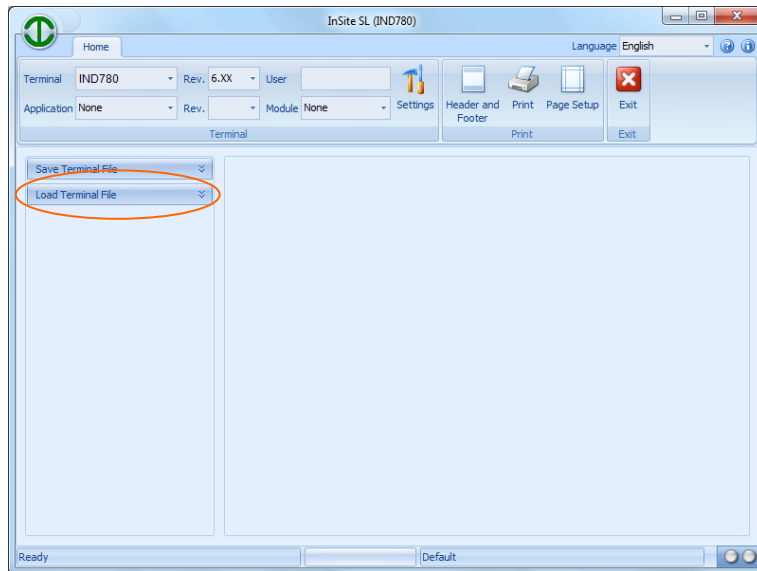 InSite SL (IND780)
Home
Language English
Terminal IND780 Rev. 6.XX User
Application None Rev. Module None
Settings
Header and Footer
Print
Page Setup
Exit
Terminal
Print
Exit
Save Terminal File
Load Terminal File
Ready
Default